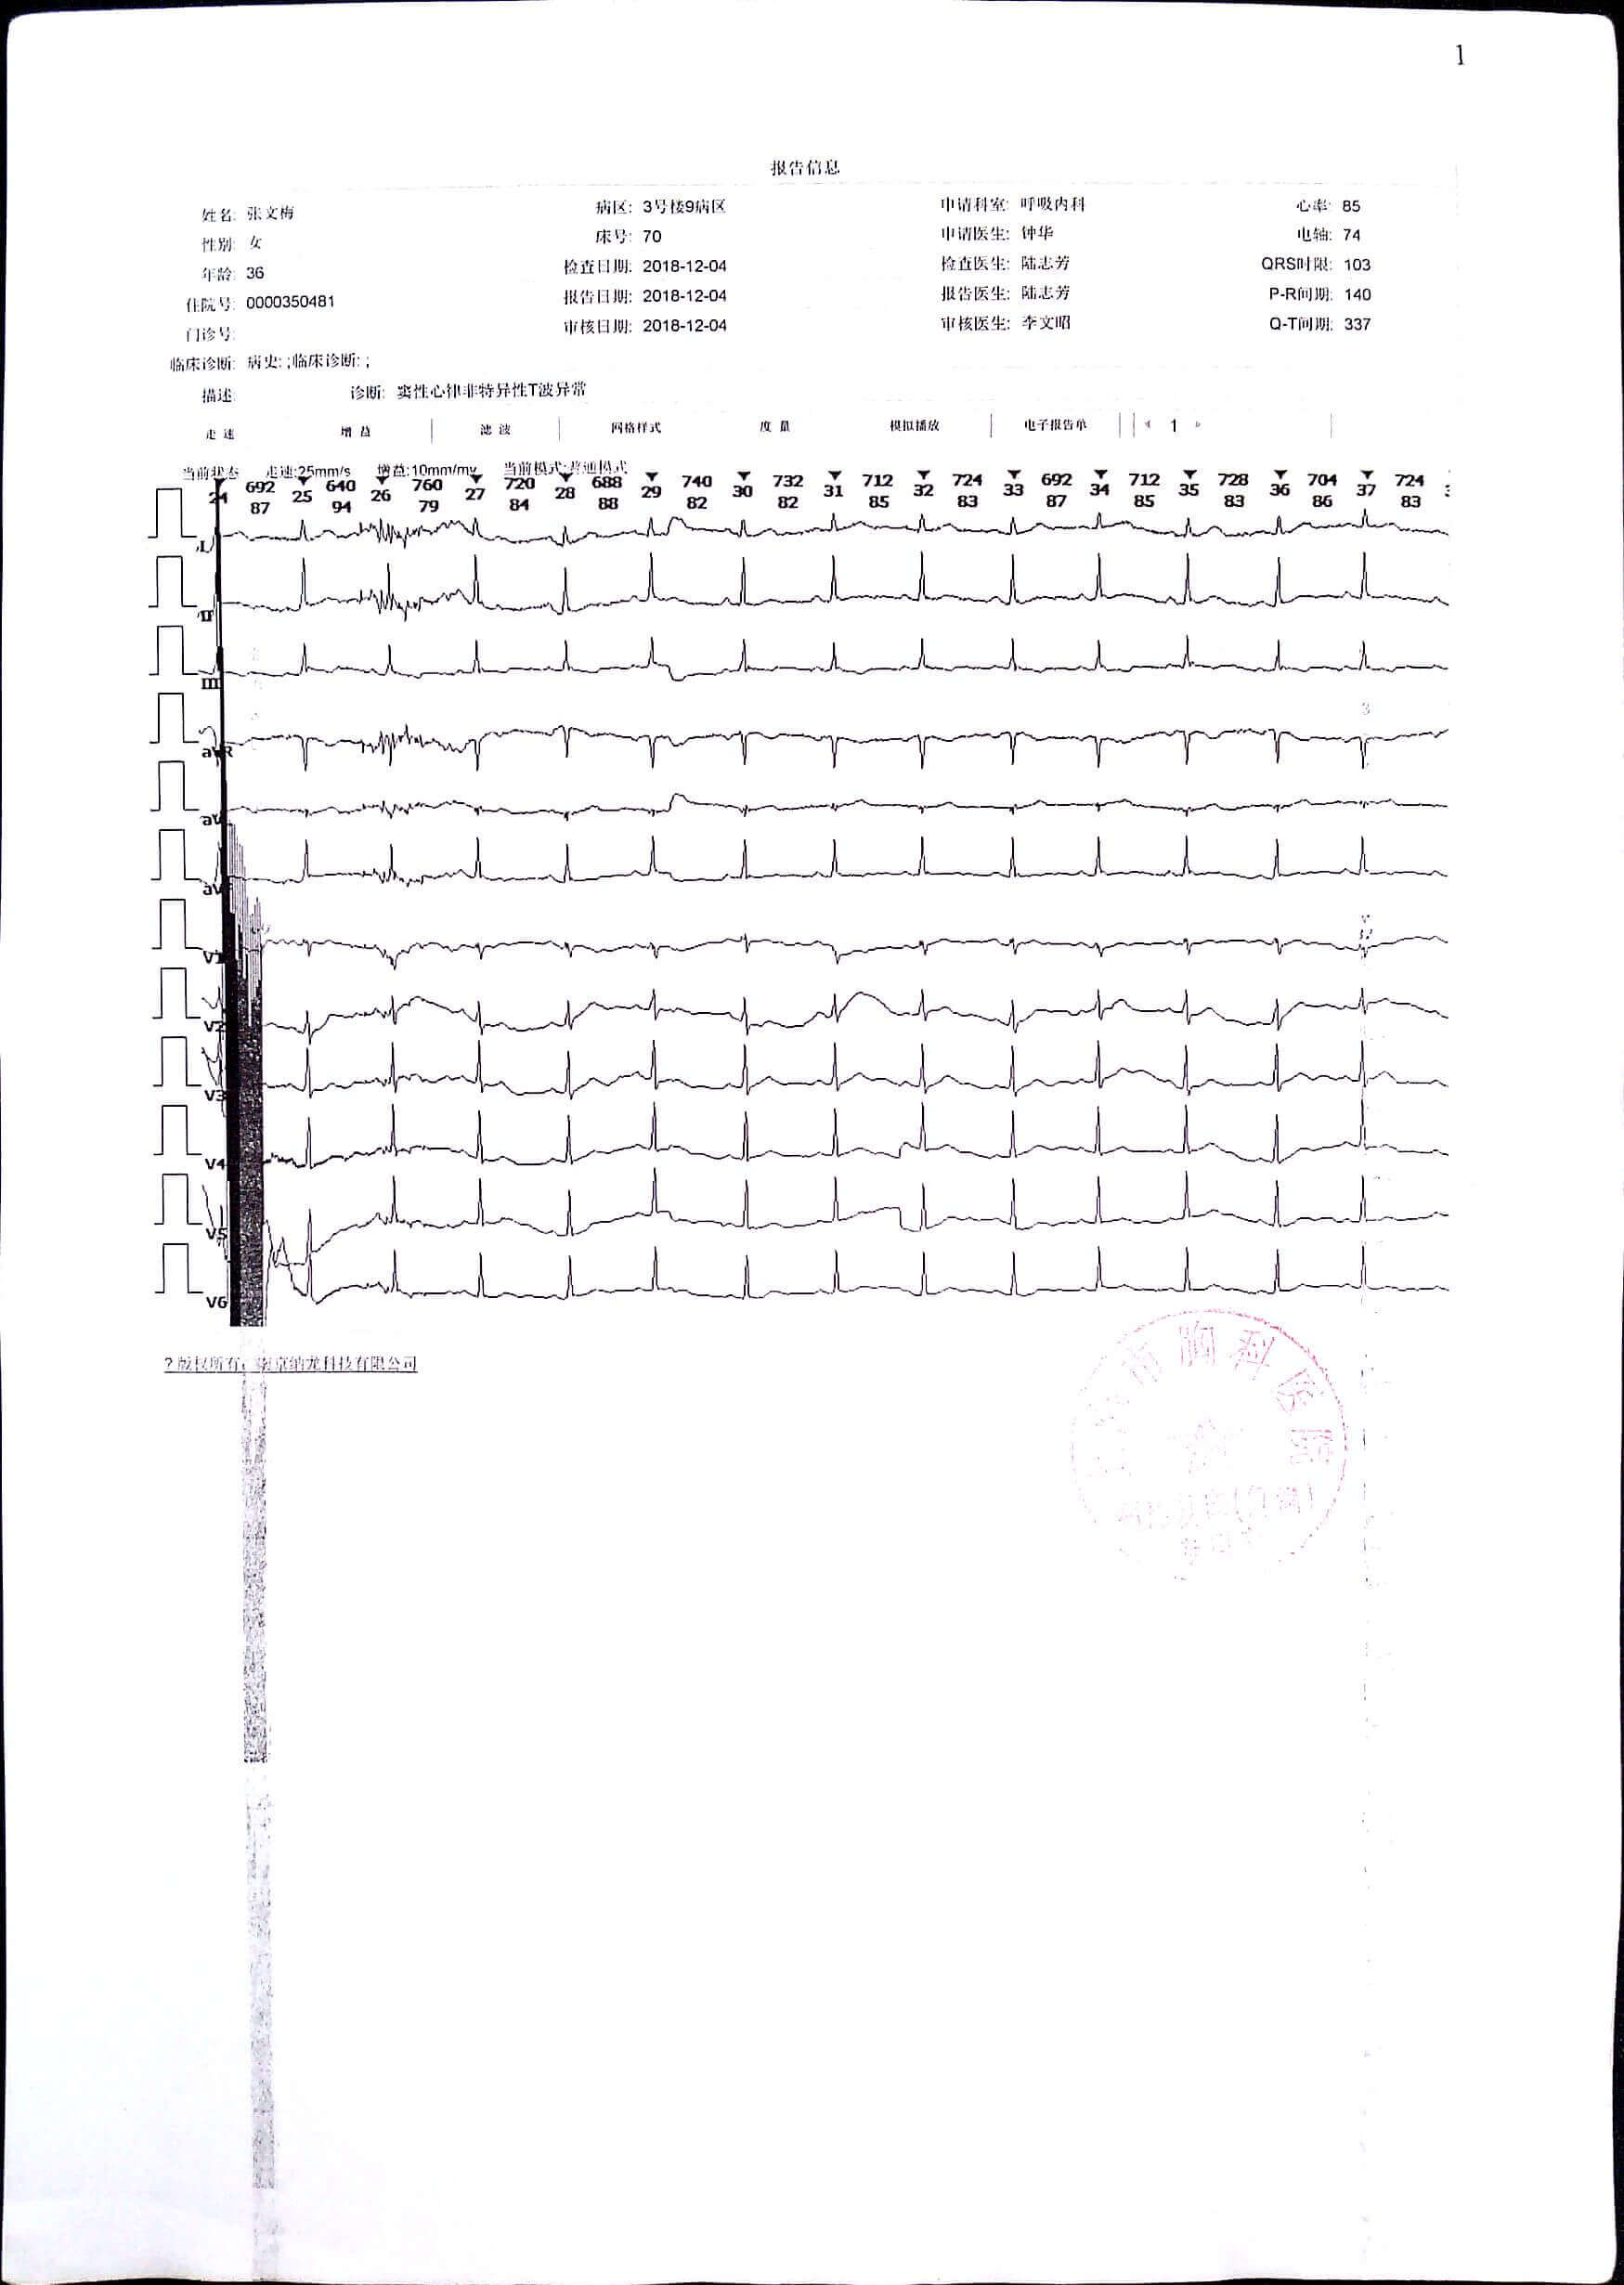 1
报告信息
姓名: 张文梅 病区: 3号楼9病区 申请科室: 呼吸内科 心率: 85
性别: 女 床号: 70 申请医生: 钟华 电轴: 74
年龄: 36 检查日期: 2018-12-04 检查医生: 陆志芳 QRS时限: 103
住院号: 0000350481 报告日期: 2018-12-04 报告医生: 陆志芳 P-R间期: 140
门诊号: 审核日期: 2018-12-04 审核医生: 李文昭 Q-T间期: 337
临床诊断: 病史: ;临床诊断: ;
描述: 诊断: 窦性心律非特异性T波异常
走速 增益 滤波 网格样式 度量 模拟播放 电子报告单 1
当前状态 走速:25mm/s 增益:10mm/mv 当前模式:普通模式
24 692 25 640 26 760 27 720 28 688 29 740 30 732 31 712 32 724 33 692 34 712 35 728 36 704 37 724
87 94 79 84 88 82 82 85 83 87 85 83 86 83
I
II
III
aVR
aV
aV
V1
V2
V3
V4
V5
V6
? 版权所有: 南京纳龙科技有限公司
市胸科医院